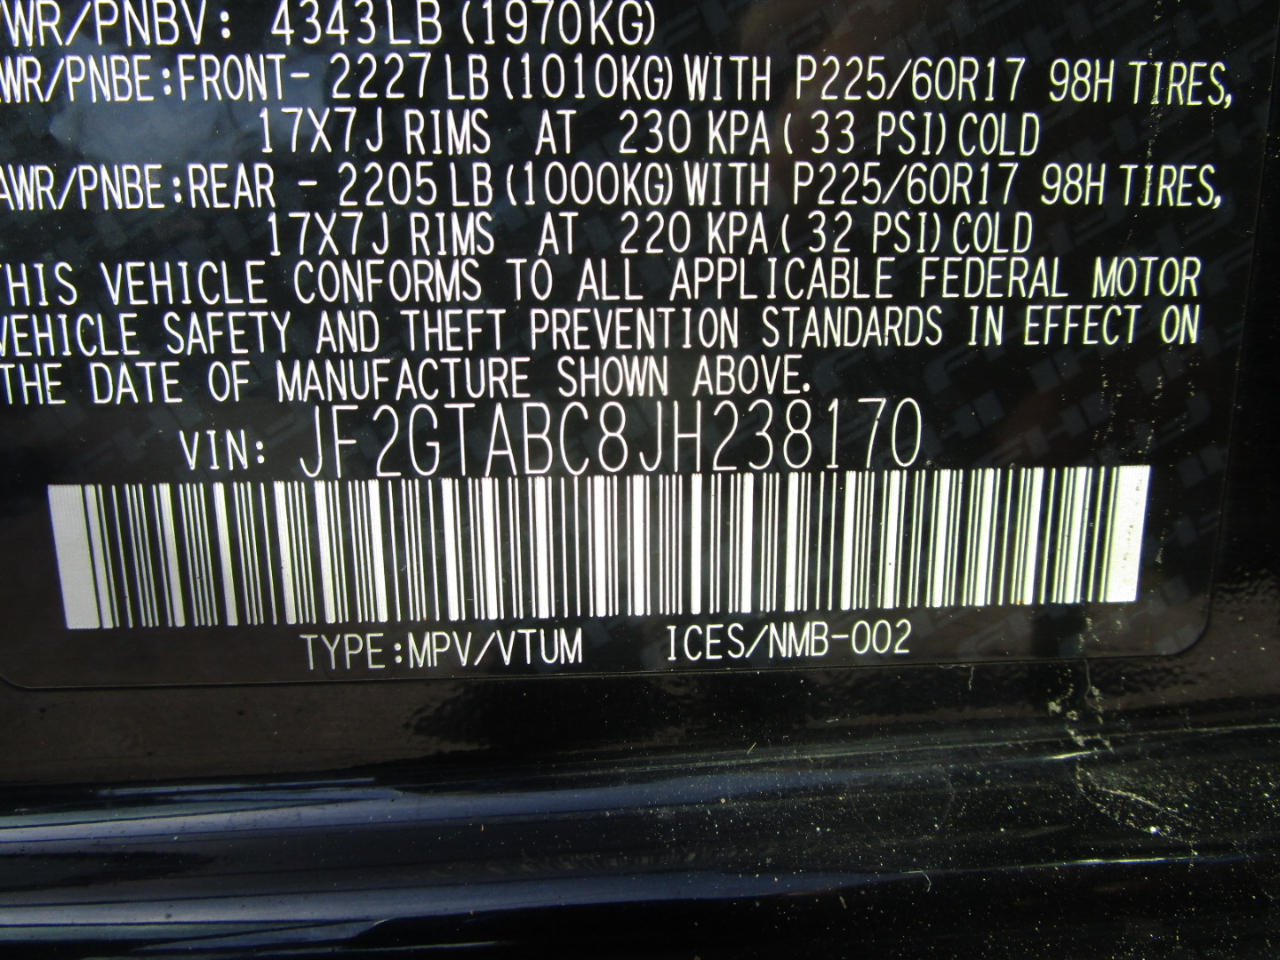 WR/PNBV: 4343LB(1970KG)
WR/PNBE:FRONT- 2227LB(1010KG)WITH P225/60R17 98H TIRES,
17X7J RIMS AT 230 KPA( 33 PSI)COLD
AWR/PNBE:REAR - 2205LB(1000KG)WITH P225/60R17 98H TIRES,
17X7J RIMS AT 220 KPA( 32 PSI)COLD
THIS VEHICLE CONFORMS TO ALL APPLICABLE FEDERAL MOTOR
VEHICLE SAFETY AND THEFT PREVENTION STANDARDS IN EFFECT ON
THE DATE OF MANUFACTURE SHOWN ABOVE.
VIN: JF2GTABC8JH238170
TYPE:MPV/VTUM ICES/NMB-002